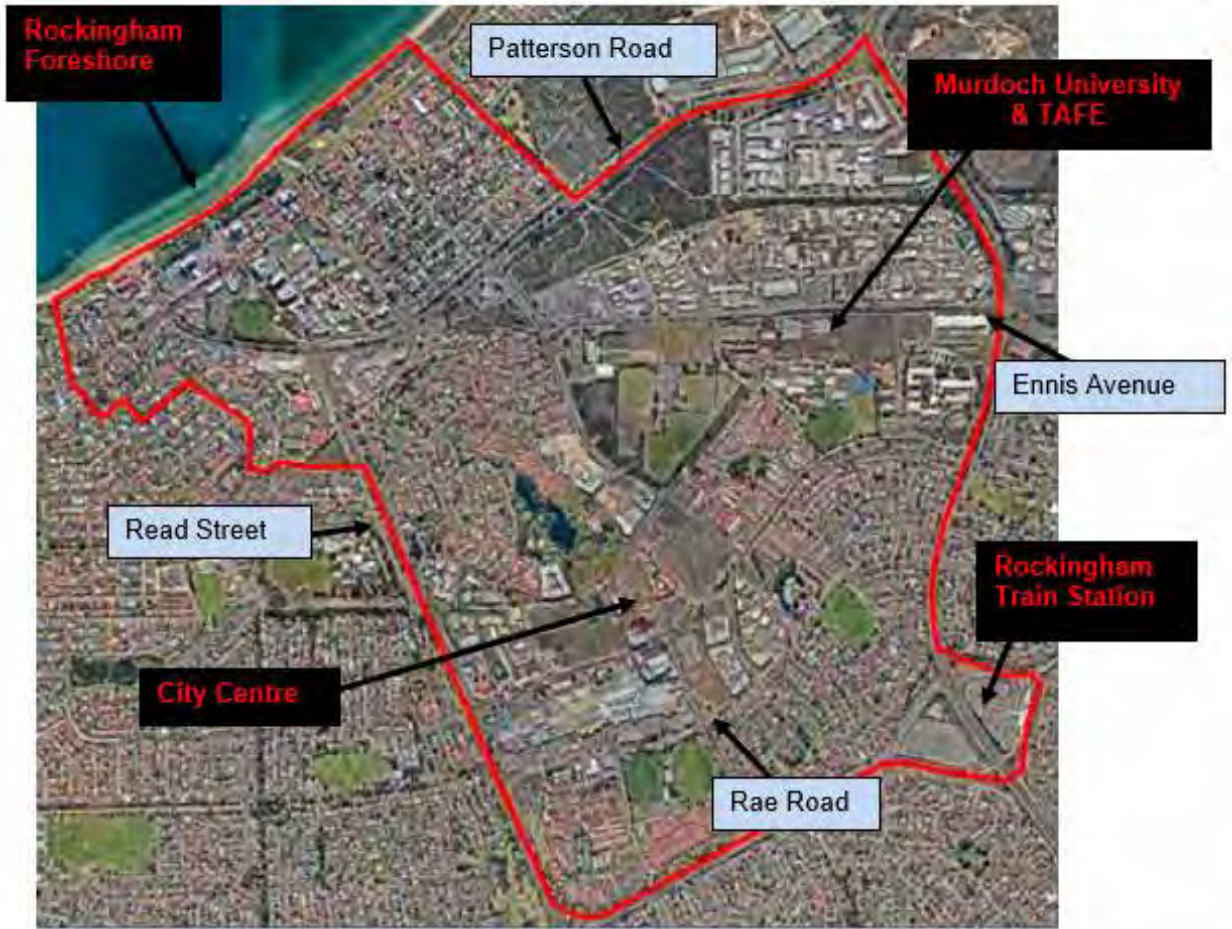 Rockingham
Foreshore
Patterson Road
Murdoch University
& TAFE
Ennis Avenue
Read Street
Rockingham
Train Station
City Centre
Rae Road